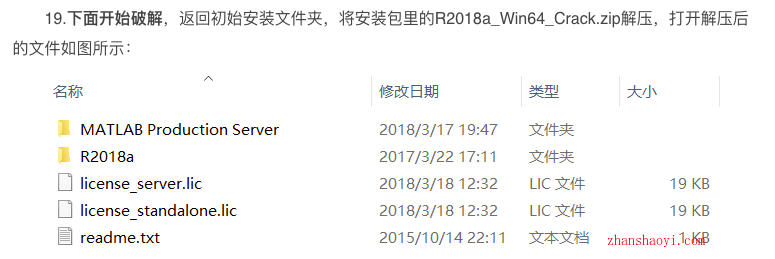 19.下面开始破解，返回初始安装文件夹，将安装包里的R2018a_Win64_Crack.zip解压，打开解压后
的文件如图所示：
名称 修改日期 类型 大小
MATLAB Production Server 2018/3/17 19:47 文件夹
R2018a 2017/3/22 17:11 文件夹
license_server.lic 2018/3/18 12:32 LIC 文件 19 KB
license_standalone.lic 2018/3/18 12:32 LIC 文件 19 KB
readme.txt 2015/10/14 22:11 文本文档 1 KB
zhanshaoyi.com